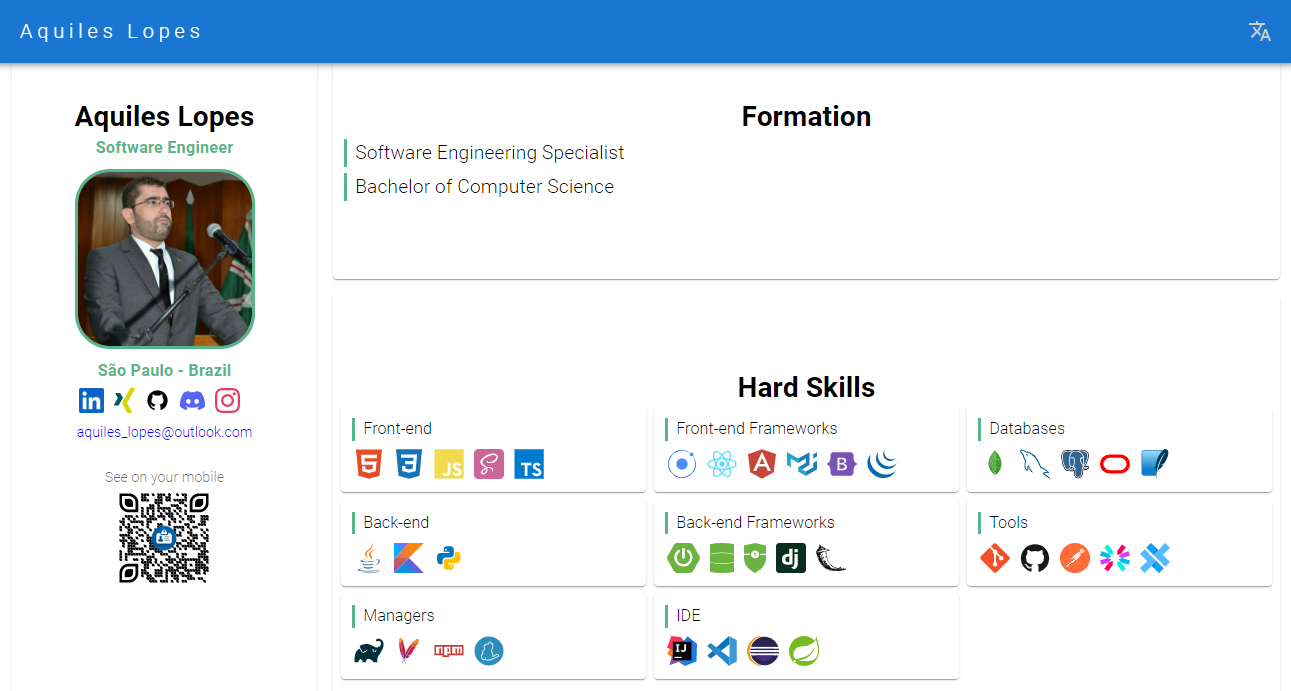 Aquiles Lopes
Aquiles Lopes
Software Engineer
São Paulo - Brazil
in
aquiles_lopes@outlook.com
See on your mobile
Formation
Software Engineering Specialist
Bachelor of Computer Science
Hard Skills
Front-end
5 3 JS S TS
Front-end Frameworks
A B
Databases
Back-end
Back-end Frameworks
dj
Tools
Managers
npm
IDE
IJ